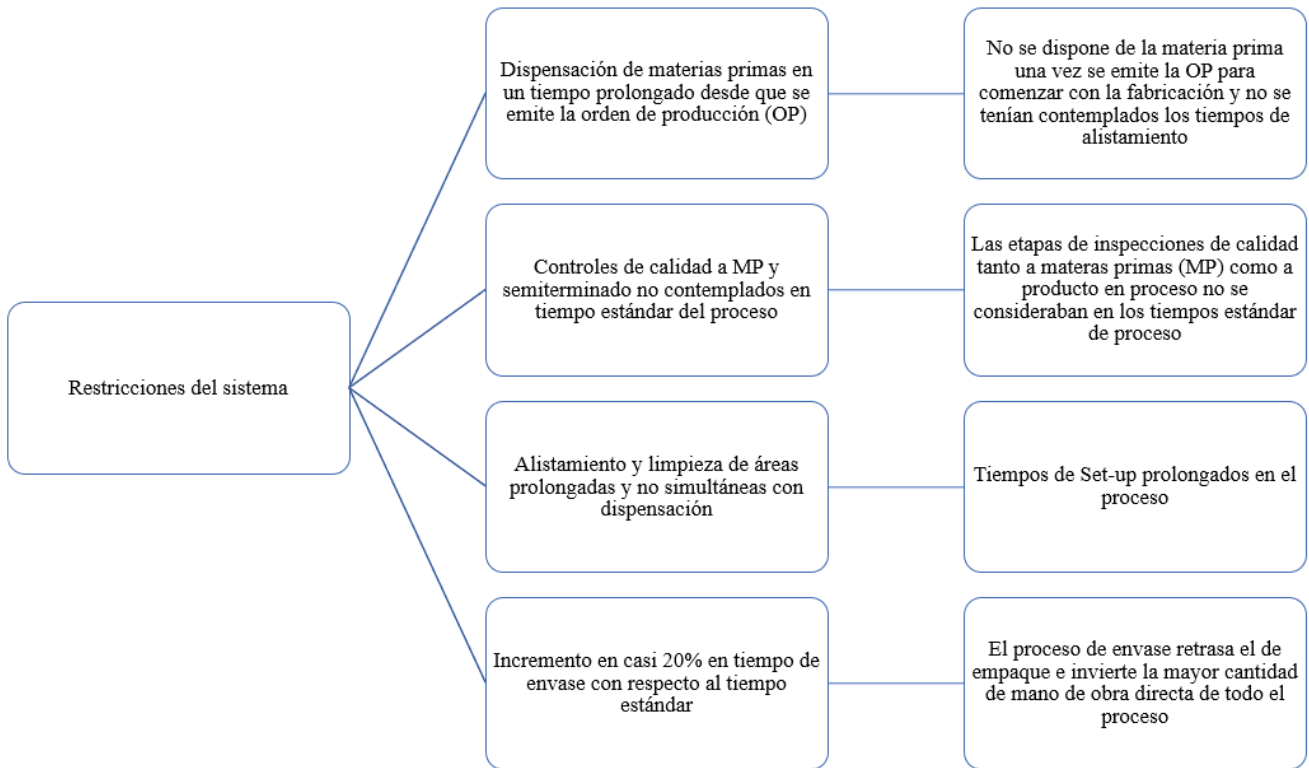 Restricciones del sistema
Dispensación de materias primas en
un tiempo prolongado desde que se
emite la orden de producción (OP)
No se dispone de la materia prima
una vez se emite la OP para
comenzar con la fabricación y no se
tenían contemplados los tiempos de
alistamiento
Controles de calidad a MP y
semiterminado no contemplados en
tiempo estándar del proceso
Las etapas de inspecciones de calidad
tanto a materas primas (MP) como a
producto en proceso no se
consideraban en los tiempos estándar
de proceso
Alistamiento y limpieza de áreas
prolongadas y no simultáneas con
dispensación
Tiempos de Set-up prolongados en el
proceso
Incremento en casi 20% en tiempo de
envase con respecto al tiempo
estándar
El proceso de envase retrasa el de
empaque e invierte la mayor cantidad
de mano de obra directa de todo el
proceso